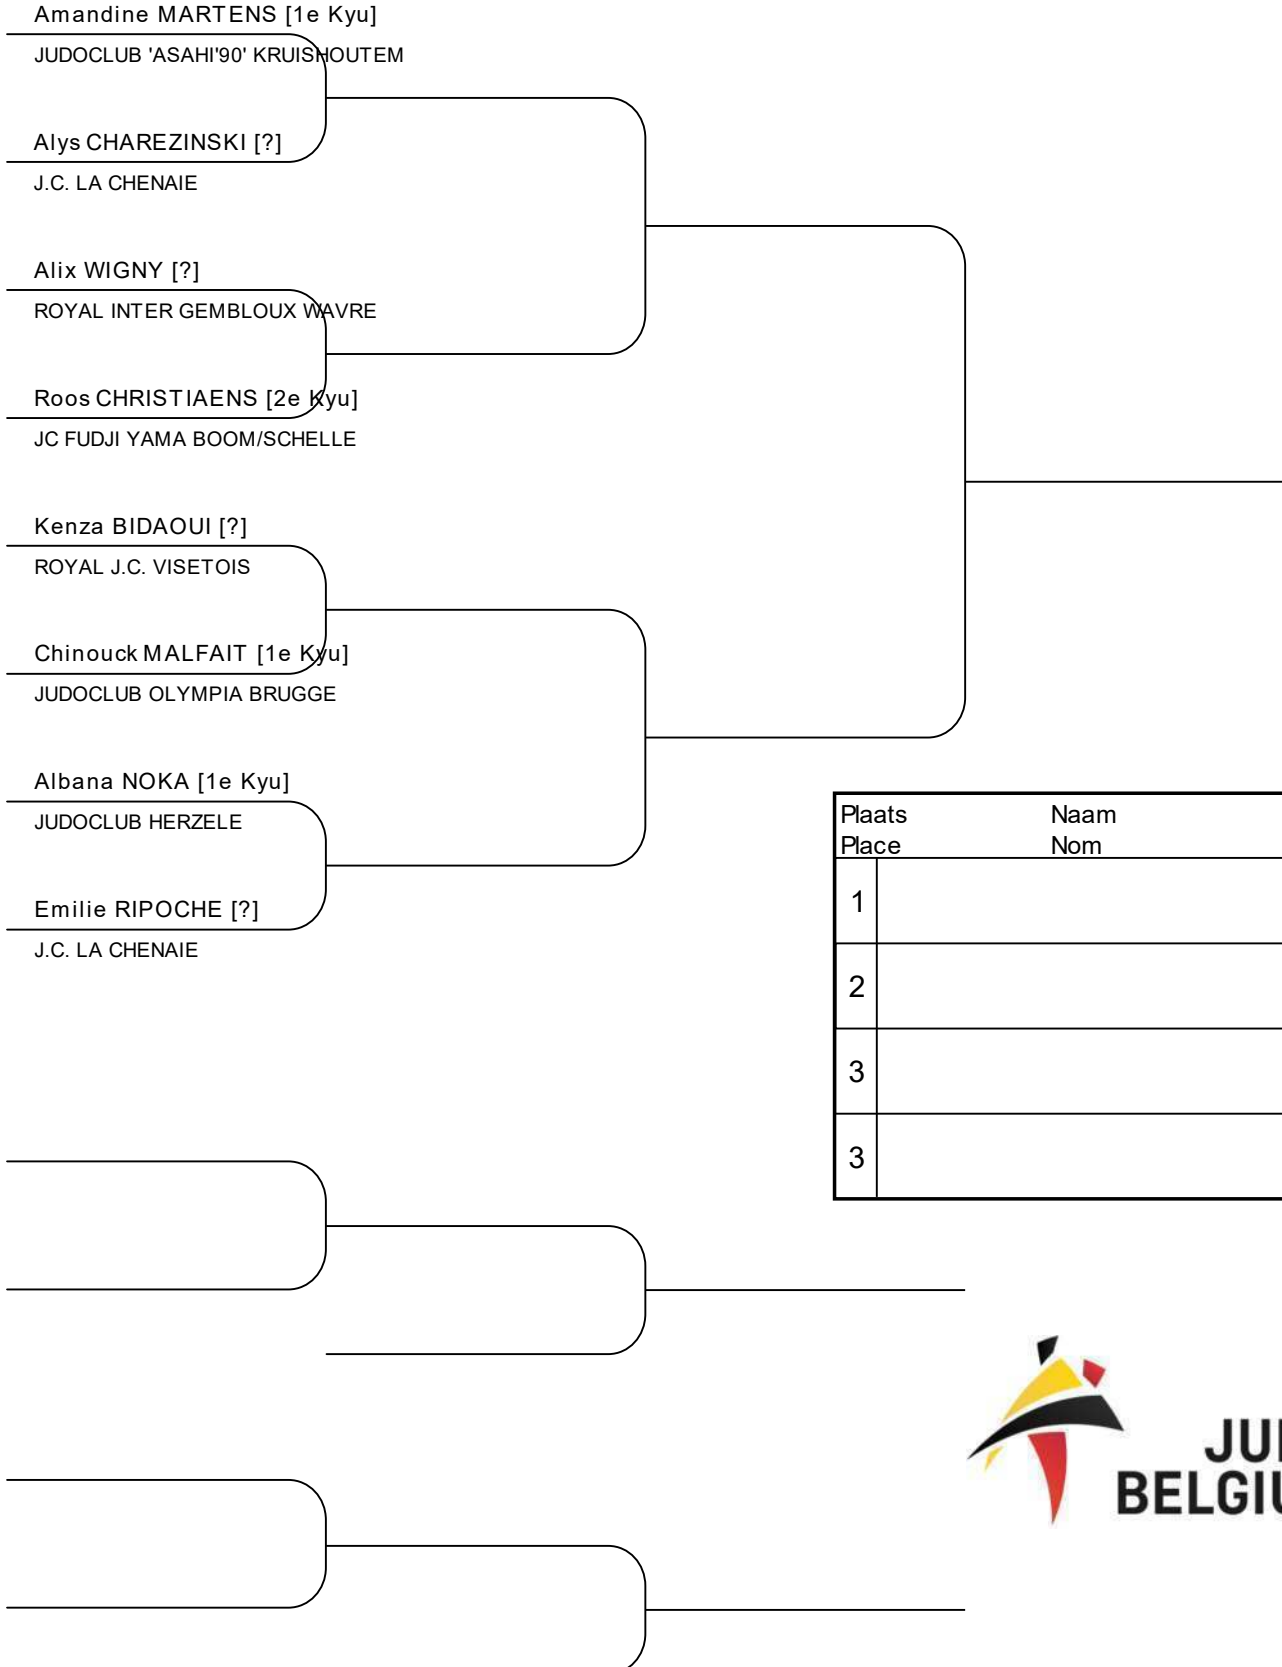 Amandine MARTENS [1e Kyu]
JUDOCLUB 'ASAHI'90' KRUISHOUTEM
Alys CHAREZINSKI [?]
J.C. LA CHENAIE
Alix WIGNY [?]
ROYAL INTER GEMBLOUX WAVRE
Roos CHRISTIAENS [2e Kyu]
JC FUDJI YAMA BOOM/SCHELLE
Kenza BIDAOUI [?]
ROYAL J.C. VISETOIS
Chinouck MALFAIT [1e Kyu]
JUDOCLUB OLYMPIA BRUGGE
Albana NOKA [1e Kyu]
JUDOCLUB HERZELE
Emilie RIPOCHE [?]
J.C. LA CHENAIE
Plaats Naam
Place Nom
1
2
3
3
JU
BELGIU